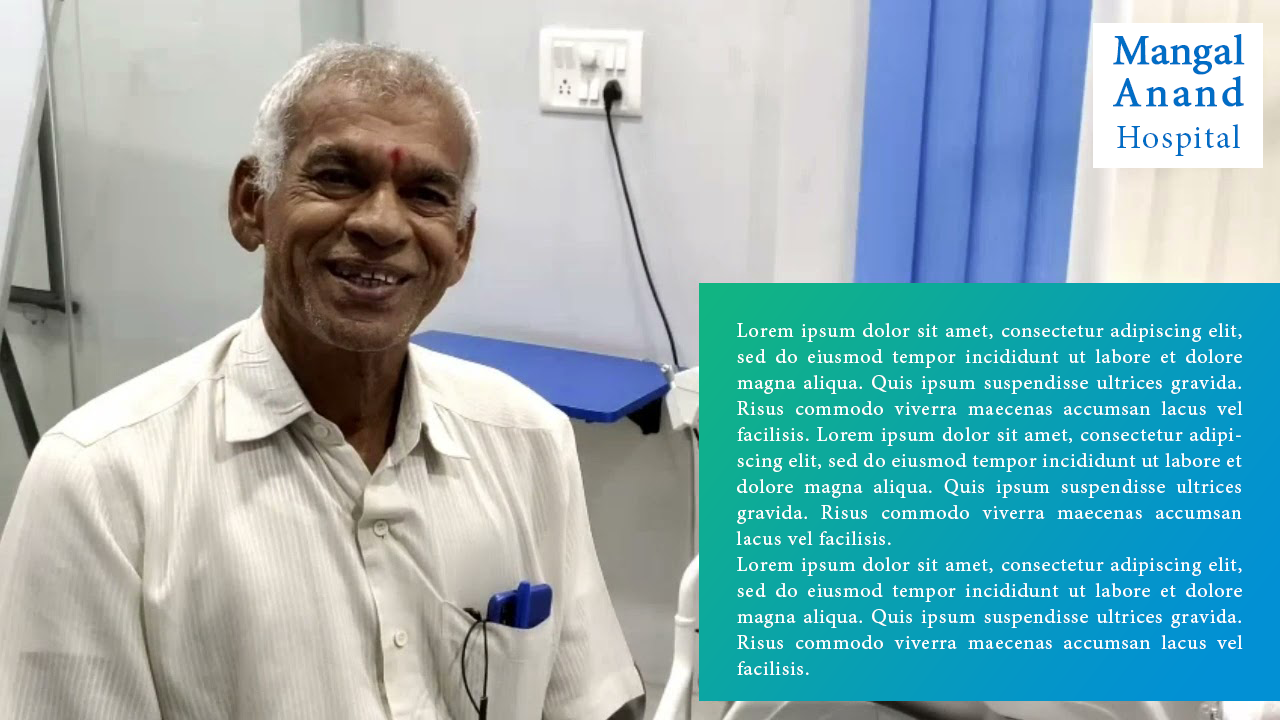 Mangal
Anand
Hospital
Lorem ipsum dolor sit amet, consectetur adipiscing elit,
sed do eiusmod tempor incididunt ut labore et dolore
magna aliqua. Quis ipsum suspendisse ultrices gravida.
Risus commodo viverra maecenas accumsan lacus vel
facilisis. Lorem ipsum dolor sit amet, consectetur adipi-
scing elit, sed do eiusmod tempor incididunt ut labore et
dolore magna aliqua. Quis ipsum suspendisse ultrices
gravida. Risus commodo viverra maecenas accumsan
lacus vel facilisis.
Lorem ipsum dolor sit amet, consectetur adipiscing elit,
sed do eiusmod tempor incididunt ut labore et dolore
magna aliqua. Quis ipsum suspendisse ultrices gravida.
Risus commodo viverra maecenas accumsan lacus vel
facilisis.